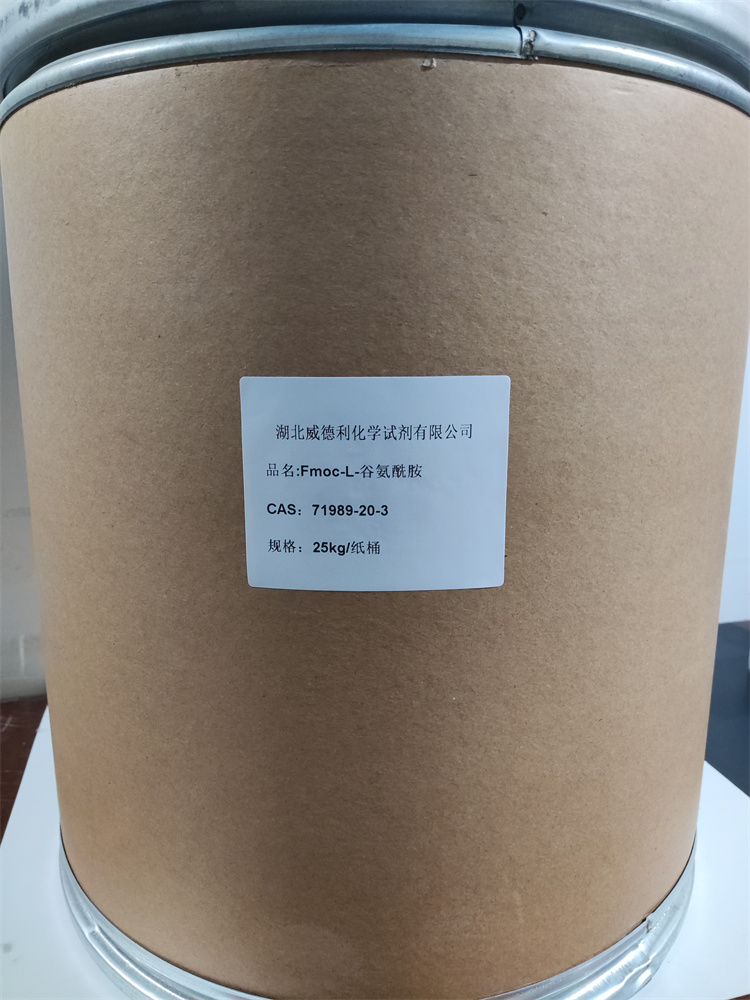 湖北威德利化学试剂有限公司
品名:Fmoc-L-谷氨酰胺
CAS：71989-20-3
规格：25kg/纸桶